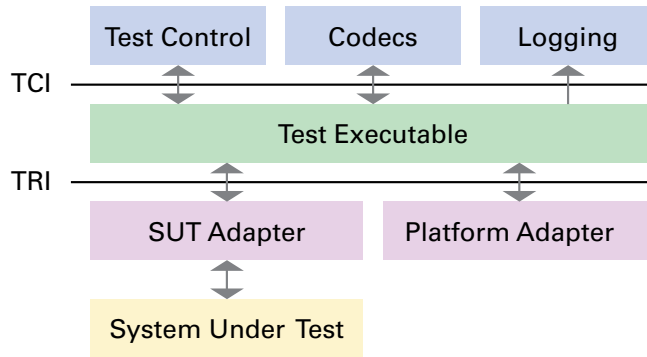 Test Control
Codecs
Logging
TCI
Test Executable
TRI
SUT Adapter
Platform Adapter
System Under Test